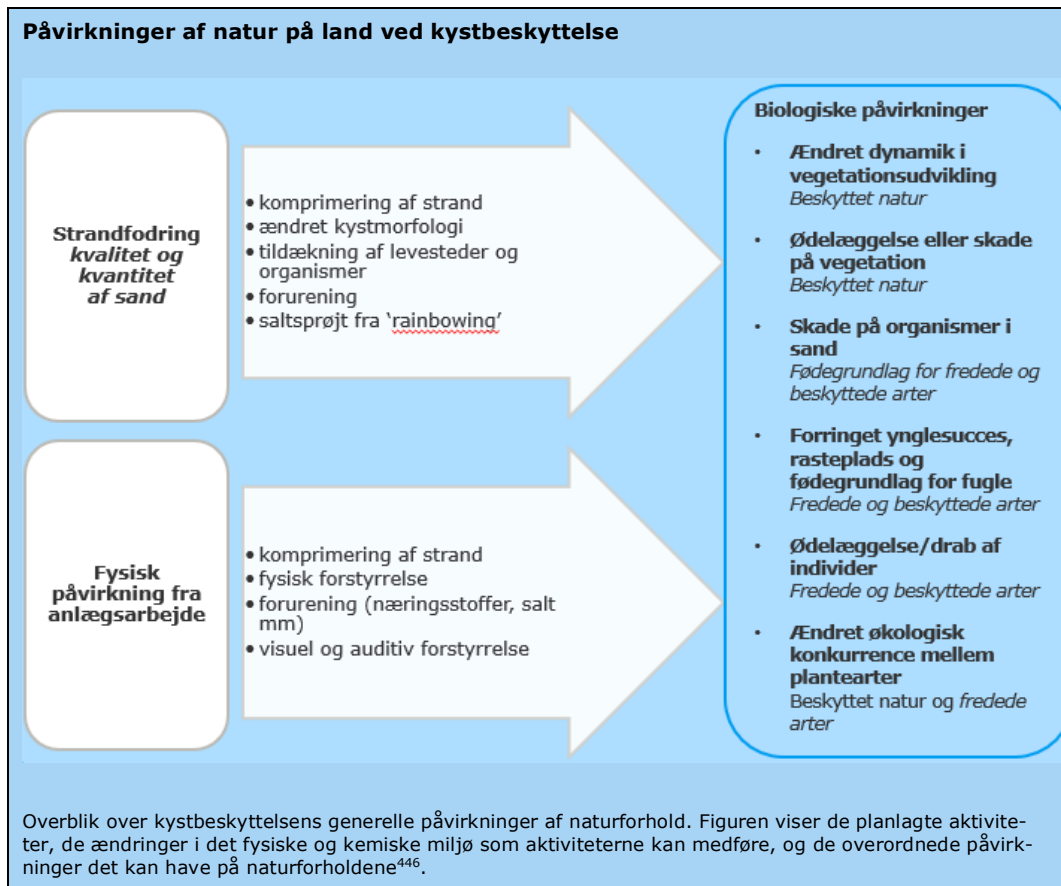 Påvirkninger af natur på land ved kystbeskyttelse
Strandfodring
kvalitet og
kvantitet
af sand
• komprimering af strand
• ændret kystmorfologi
• tildækning af levesteder og
organismer
• forurening
• saltsprøjt fra ‘rainbowing’
Fysisk
påvirkning fra
anlægsarbejde
• komprimering af strand
• fysisk forstyrrelse
• forurening (næringsstoffer, salt
mm)
• visuel og auditiv forstyrrelse
Biologiske påvirkninger
• Ændret dynamik i
vegetationsudvikling
Beskyttet natur
• Ødelæggelse eller skade
på vegetation
Beskyttet natur
• Skade på organismer i
sand
Fødegrundlag for fredede og
beskyttede arter
• Forringet ynglesucces,
rasteplads og
fødegrundlag for fugle
Fredede og beskyttede arter
• Ødelæggelse/drab af
individer
Fredede og beskyttede arter
• Ændret økologisk
konkurrence mellem
plantearter
Beskyttet natur og fredede
arter
Overblik over kystbeskyttelsens generelle påvirkninger af naturforhold. Figuren viser de planlagte aktivite-
ter, de ændringer i det fysiske og kemiske miljø som aktiviteterne kan medføre, og de overordnede påvirk-
ninger det kan have på naturforholdene⁴⁴⁶.